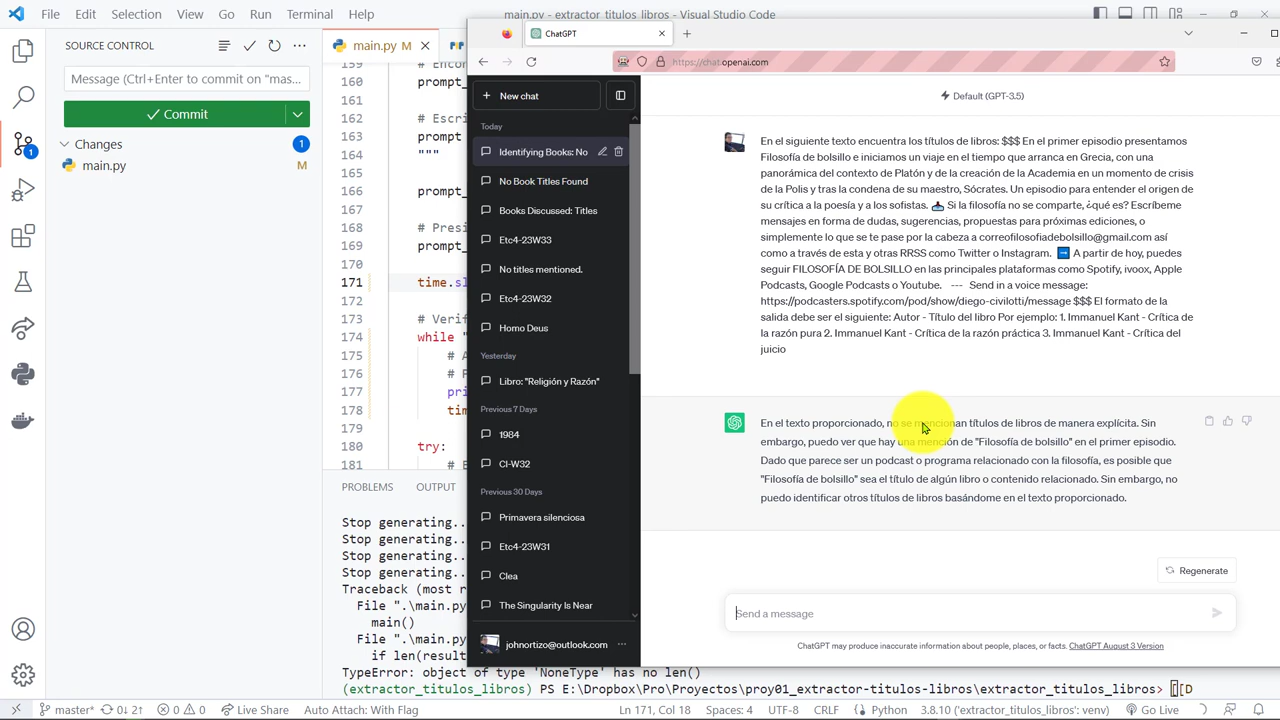 File Edit Selection View Go Run Terminal Help
main.py - extractor_titulos_libros - Visual Studio Code
SOURCE CONTROL
Message (Ctrl+Enter to commit on "mas...
Commit
Changes
1
main.py M
1
main.py M
160 prompt_
161
162 # Escri
163 prompt
164 """
165
166 prompt_
167
168 # Presi
169 prompt_
170
171 time.sl
172
173 # Verif
174 while "
175 # A
176 # P
177 pri
178 tim
179
180 try:
181 # E
PROBLEMS OUTPUT
Stop generating..
Stop generating..
Stop generating..
Stop generating..
Traceback (most r
File ".\main.py
main()
File ".\main.py
if len(resu
TypeError: object of type 'NoneType' has no len()
(extractor_titulos_libros) PS E:\Dropbox\Pro\Proyectos\proy01_extractor-titulos-libros\extractor_titulos_libros> [D
master* 0↓ 2↑ 0 0 Live Share Auto Attach: With Flag
Ln 171, Col 18 Spaces: 4 UTF-8 CRLF Python 3.8.10 ('extractor_titulos_libros': venv) Go Live
ChatGPT
https://chat.openai.com
New chat
Today
Identifying Books: No
No Book Titles Found
Books Discussed: Titles
Etc4-23W33
No titles mentioned.
Etc4-23W32
Homo Deus
Yesterday
Libro: "Religión y Razón"
Previous 7 Days
1984
CI-W32
Previous 30 Days
Primavera silenciosa
Etc4-23W31
Clea
The Singularity Is Near
johnortizo@outlook.com
Default (GPT-3.5)
En el siguiente texto encuentra los títulos de libros: $$$ En el primer episodio presentamos
Filosofía de bolsillo e iniciamos un viaje en el tiempo que arranca en Grecia, con una
panorámica del contexto de Platón y de la creación de la Academia en un momento de crisis
de la Polis y tras la condena de su maestro, Sócrates. Un episodio para entender el origen de
su crítica a la poesía y a los sofistas. 📥 Si la filosofía no se comparte, ¿qué es? Escríbeme
mensajes en forma de dudas, sugerencias, propuestas para próximas ediciones, o
simplemente lo que se te pase por la cabeza a correofilosofiadebolsillo@gmail.com así
como a través de esta y otras RRSS como Twitter o Instagram. ➡️ A partir de hoy, puedes
seguir FILOSOFÍA DE BOLSILLO en las principales plataformas como Spotify, ivoox, Apple
Podcasts, Google Podcasts o Youtube. --- Send in a voice message:
https://podcasters.spotify.com/pod/show/diego-civilotti/message $$$ El formato de la
salida debe ser el siguiente: Autor - Título del libro Por ejemplo: 1. Immanuel Kant - Crítica de
la razón pura 2. Immanuel Kant - Crítica de la razón práctica 3. Immanuel Kant - Crítica del
juicio
En el texto proporcionado, no se mencionan títulos de libros de manera explícita. Sin
embargo, puedo ver que hay una mención de "Filosofía de bolsillo" en el primer episodio.
Dado que parece ser un podcast o programa relacionado con la filosofía, es posible que
"Filosofía de bolsillo" sea el título de algún libro o contenido relacionado. Sin embargo, no
puedo identificar otros títulos de libros basándome en el texto proporcionado.
Regenerate
Send a message
ChatGPT may produce inaccurate information about people, places, or facts. ChatGPT August 3 Version